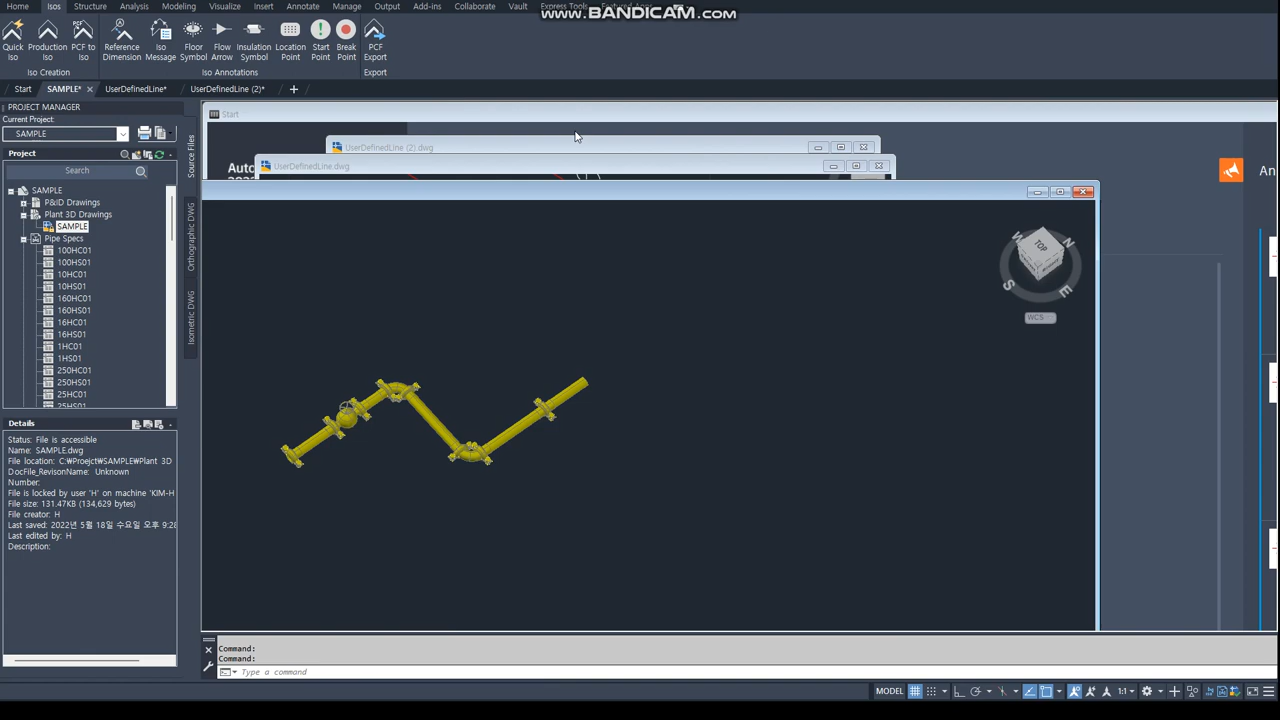 Home Isos Structure Analysis Modeling Visualize Insert Annotate Manage Output Add-ins Collaborate Vault Express Tools
www.BANDICAM.com
Quick Iso
Production Iso
PCF to Iso
Reference Dimension
Iso Message
Floor Symbol
Flow Arrow
Insulation Symbol
Location Point
Start Point
Break Point
PCF Export
Iso Creation
Iso Annotations
Export
Start SAMPLE* UserDefinedLine* UserDefinedLine (2)*
PROJECT MANAGER
Current Project:
SAMPLE
Project
Search
SAMPLE
P&ID Drawings
Plant 3D Drawings
SAMPLE
Pipe Specs
100HC01
100HS01
10HC01
10HS01
160HC01
160HS01
16HC01
16HS01
1HC01
1HS01
250HC01
250HS01
25HC01
25HS01
Source Files
Orthographic DWG
Isometric DWG
Details
Status: File is accessible
Name: SAMPLE.dwg
File location: C:₩Proejct₩SAMPLE₩Plant 3D
DocFile_RevisonName: Unknown
Number:
File is locked by user 'H' on machine 'KIM-H
File size: 131.47KB (134,629 bytes)
File creator: H
Last saved: 2022년 5월 18일 수요일 오후 9:28
Last edited by: H
Description:
Start
UserDefinedLine (2).dwg
UserDefinedLine.dwg
Auto
An
TOP
W N
S E
WCS
Command:
Command:
Type a command
MODEL 1:1